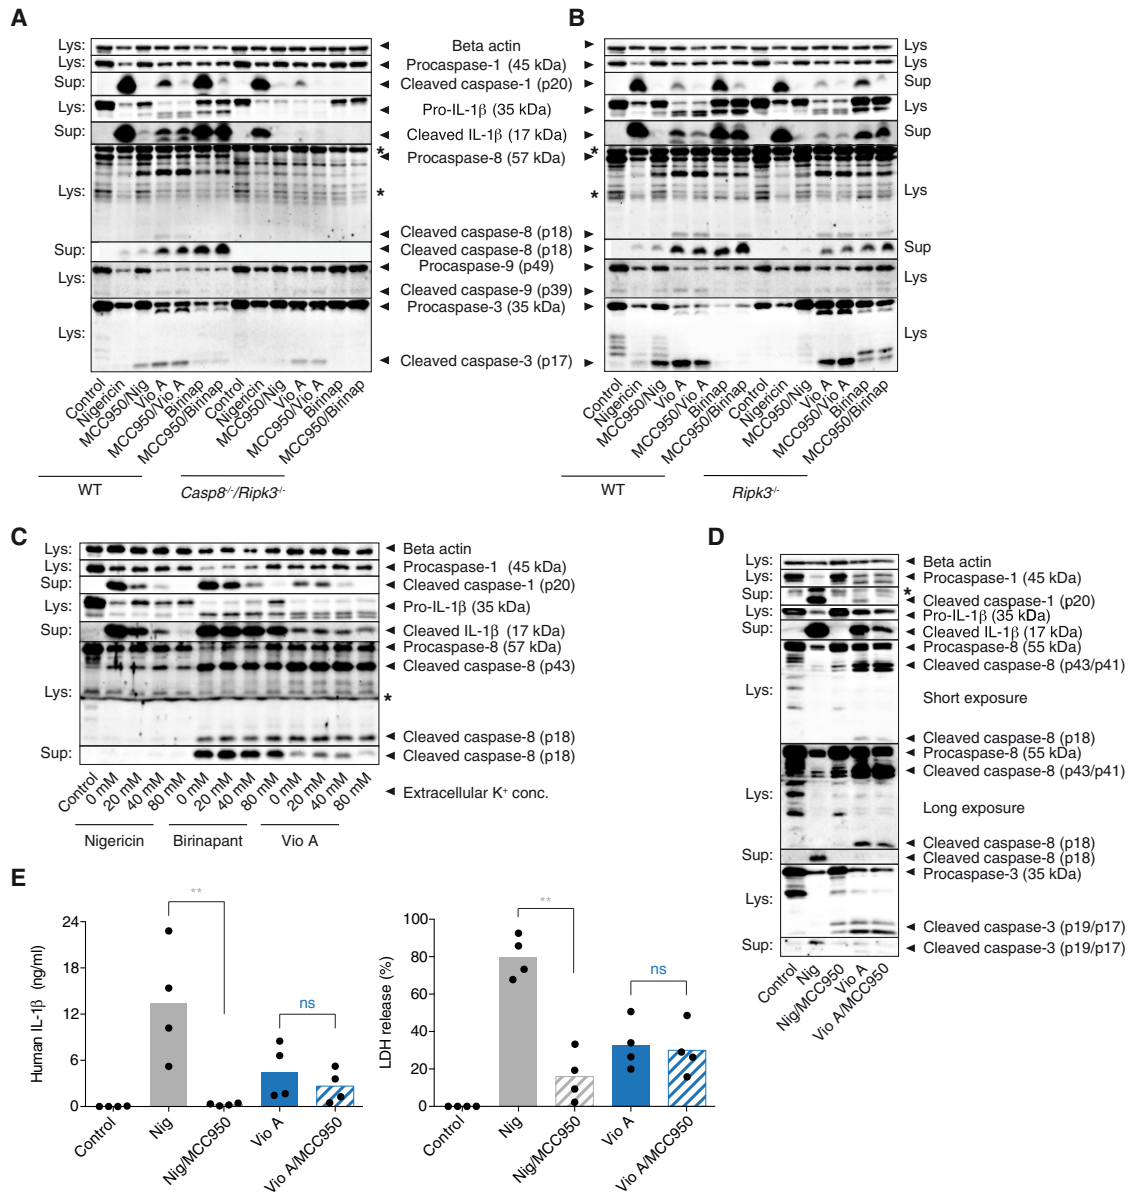 A
B
Lys:
Beta actin
Lys
Lys:
Procaspase-1 (45 kDa)
Lys
Sup:
Cleaved caspase-1 (p20)
Sup
Lys:
Pro-IL-1β (35 kDa)
Lys
Sup:
Cleaved IL-1β (17 kDa)
Sup
*
*
Procaspase-8 (57 kDa)
Lys:
*
*
Lys
Cleaved caspase-8 (p18)
Sup:
Cleaved caspase-8 (p18)
Sup
Procaspase-9 (p49)
Lys:
Lys
Cleaved caspase-9 (p39)
Procaspase-3 (35 kDa)
Lys:
Lys
Cleaved caspase-3 (p17)
Control
Nigericin
MCC950/Nig
Vio A
MCC950/Vio A
Birinap
MCC950/Birinap
Control
Nigericin
MCC950/Nig
Vio A
MCC950/Vio A
Birinap
MCC950/Birinap
WT
Casp8-/-/Ripk3-/-
Control
Nigericin
MCC950/Nig
Vio A
MCC950/Vio A
Birinap
MCC950/Birinap
Control
Nigericin
MCC950/Nig
Vio A
MCC950/Vio A
Birinap
MCC950/Birinap
WT
Ripk3-/-
C
Lys:
Beta actin
Lys:
Procaspase-1 (45 kDa)
Sup:
Cleaved caspase-1 (p20)
Lys:
Pro-IL-1β (35 kDa)
Sup:
Cleaved IL-1β (17 kDa)
Procaspase-8 (57 kDa)
Cleaved caspase-8 (p43)
Lys:
*
Cleaved caspase-8 (p18)
Sup:
Cleaved caspase-8 (p18)
Control
0 mM
20 mM
40 mM
80 mM
0 mM
20 mM
40 mM
80 mM
0 mM
20 mM
40 mM
80 mM
Extracellular K+ conc.
Nigericin
Birinapant
Vio A
D
Lys:
Beta actin
Lys:
Procaspase-1 (45 kDa)
*
Sup:
Cleaved caspase-1 (p20)
Lys:
Pro-IL-1β (35 kDa)
Sup:
Cleaved IL-1β (17 kDa)
Procaspase-8 (55 kDa)
Cleaved caspase-8 (p43/p41)
Lys:
Short exposure
Cleaved caspase-8 (p18)
Procaspase-8 (55 kDa)
Cleaved caspase-8 (p43/p41)
Lys:
Long exposure
Cleaved caspase-8 (p18)
Sup:
Cleaved caspase-8 (p18)
Procaspase-3 (35 kDa)
Lys:
Cleaved caspase-3 (p19/p17)
Sup:
Cleaved caspase-3 (p19/p17)
Control
Nig
Nig/MCC950
Vio A
Vio A/MCC950
E
Human IL-1β (ng/ml)
24
18
12
6
0
**
ns
Control
Nig
Nig/MCC950
Vio A
Vio A/MCC950
LDH release (%)
100
80
60
40
20
0
**
ns
Control
Nig
Nig/MCC950
Vio A
Vio A/MCC950